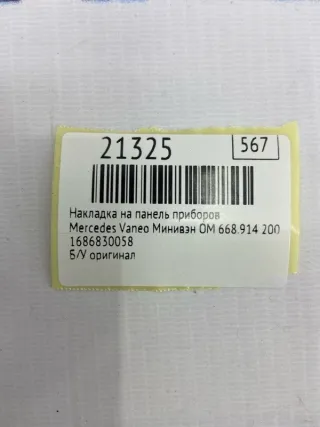 21325
567
Накладка на панель приборов
Mercedes Vaneo Минивэн OM 668.914 200
1686830058
Б/У оригинал